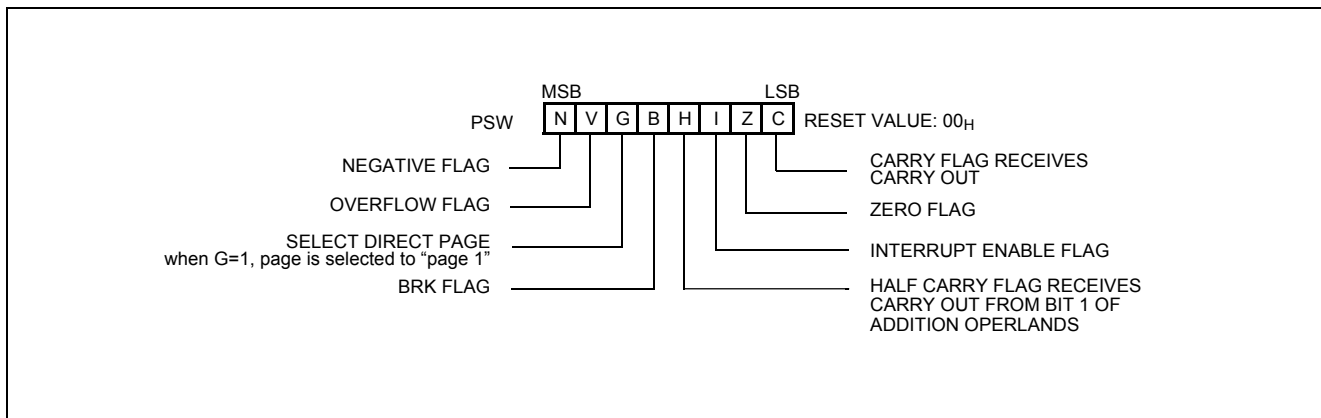 MSB LSB
PSW N V G B H I Z C RESET VALUE: 00H
NEGATIVE FLAG
OVERFLOW FLAG
SELECT DIRECT PAGE
when G=1, page is selected to “page 1”
BRK FLAG
CARRY FLAG RECEIVES
CARRY OUT
ZERO FLAG
INTERRUPT ENABLE FLAG
HALF CARRY FLAG RECEIVES
CARRY OUT FROM BIT 1 OF
ADDITION OPERLANDS